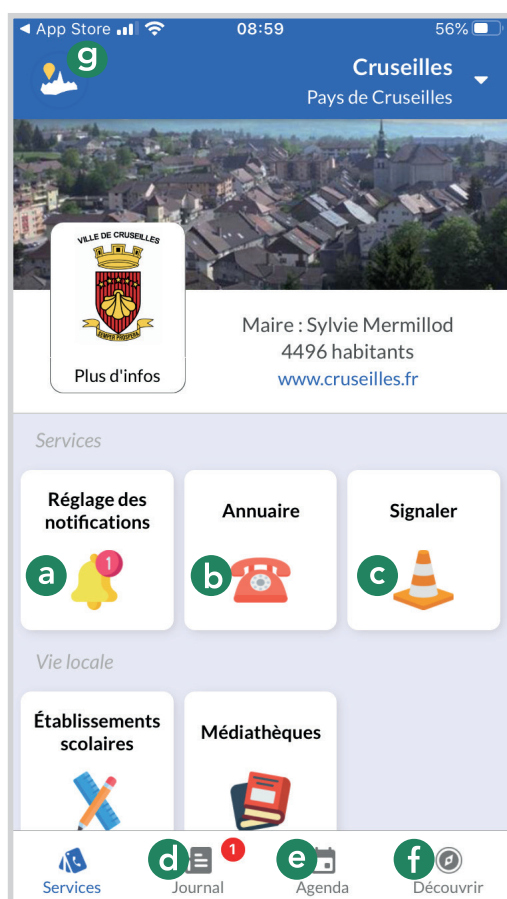 App Store
08:59
56%
g
Cruseilles
Pays de Cruseilles
VILLE DE CRUSEILLES
SEMPER PROSPERA
Plus d'infos
Maire : Sylvie Mermillod
4496 habitants
www.cruseilles.fr
Services
Réglage des
notifications
Annuaire
Signaler
a
1
b
c
Vie locale
Établissements
scolaires
Médiathèques
d
1
e
f
Services
Journal
Agenda
Découvrir